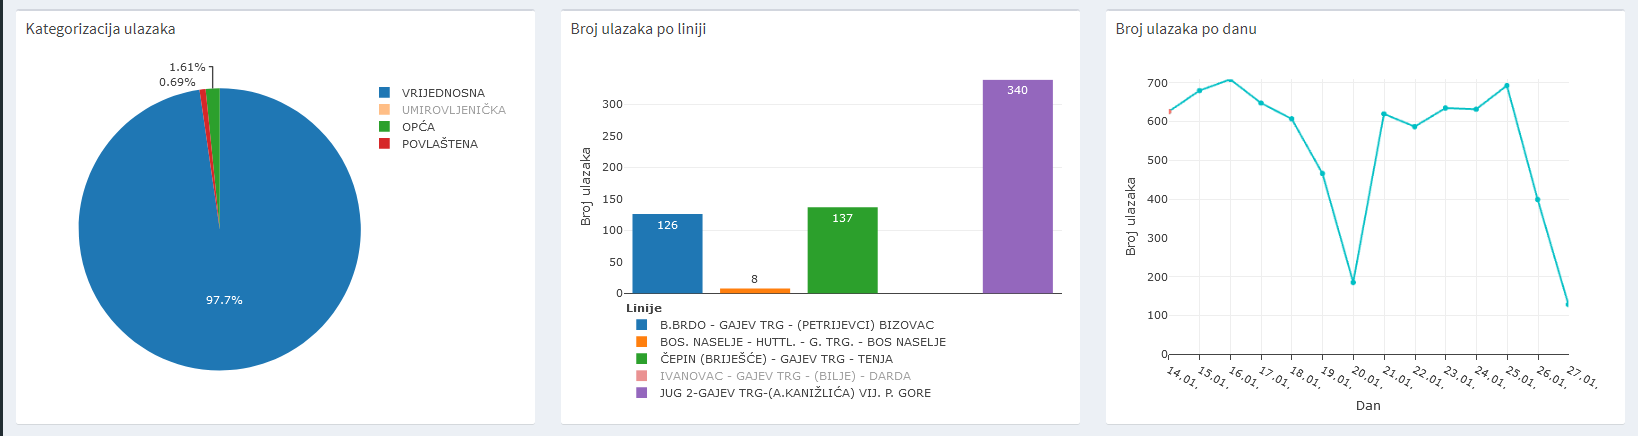 Kategorizacija ulazaka
1.61%
0.69%
97.7%
VRIJEDNOSNA
UMIROVLJENIČKA
OPĆA
POVLAŠTENA
Broj ulazaka po liniji
Broj ulazaka
300
250
200
150
100
50
0
126
8
137
340
Linije
B.BRDO - GAJEV TRG - (PETRIJEVCI) BIZOVAC
BOS. NASELJE - HUTTL. - G. TRG. - BOS NASELJE
ČEPIN (BRIJEŠĆE) - GAJEV TRG - TENJA
IVANOVAC - GAJEV TRG - (BILJE) - DARDA
JUG 2-GAJEV TRG-(A.KANIŽLIĆA) VIJ. P. GORE
Broj ulazaka po danu
Broj ulazaka
700
600
500
400
300
200
100
0
14.01.
15.01.
16.01.
17.01.
18.01.
19.01.
20.01.
21.01.
22.01.
23.01.
24.01.
25.01.
26.01.
27.01.
Dan